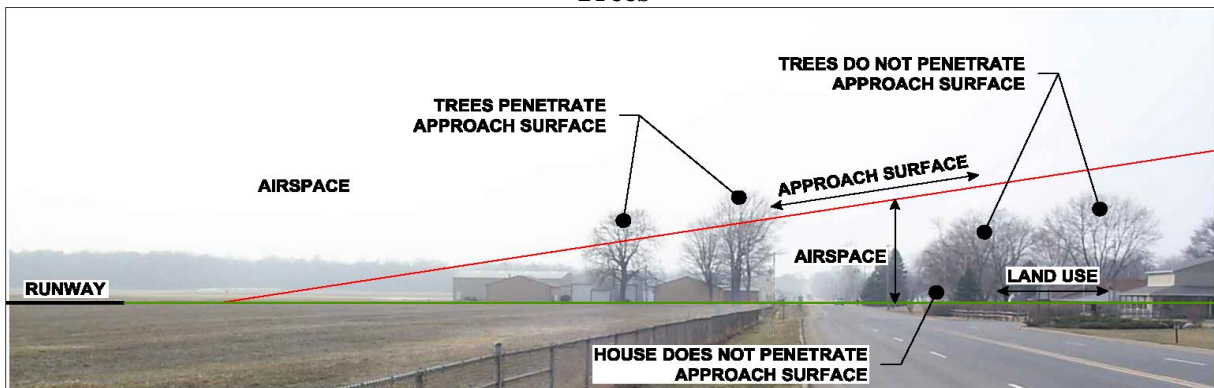 TREES PENETRATE
APPROACH SURFACE
TREES DO NOT PENETRATE
APPROACH SURFACE
AIRSPACE
APPROACH SURFACE
AIRSPACE
LAND USE
RUNWAY
HOUSE DOES NOT PENETRATE
APPROACH SURFACE